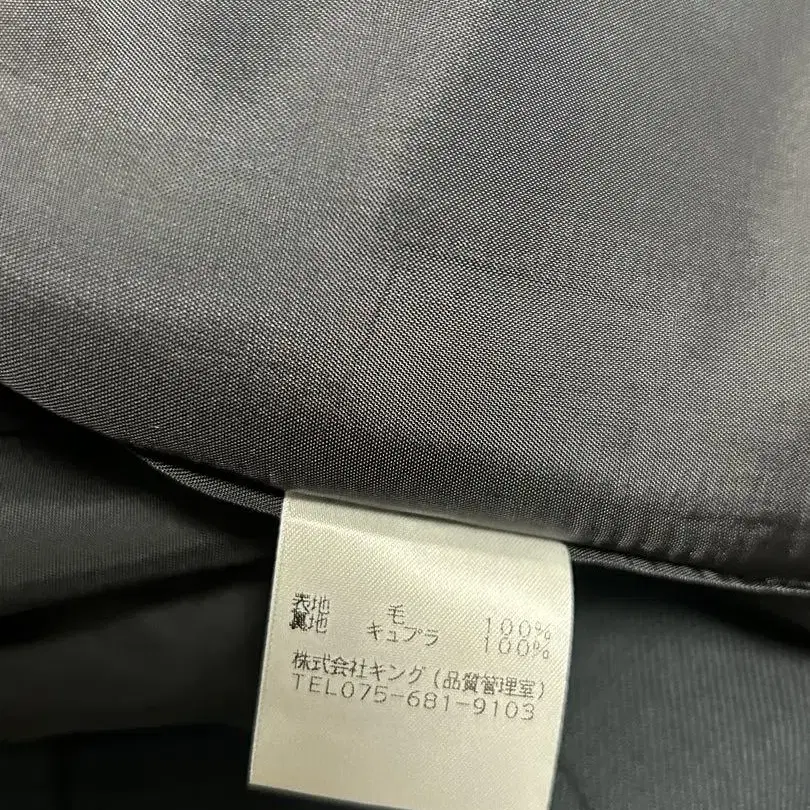 表地 毛 100%
裏地 キュプラ 100%
株式会社キング(品質管理室)
TEL075-681-9103